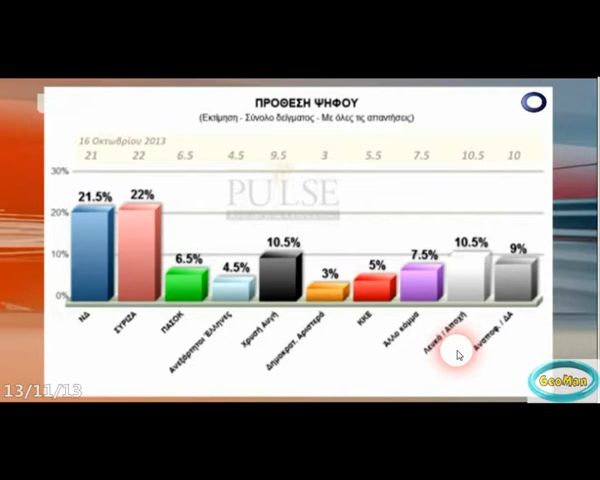 ΠΡΟΘΕΣΗ ΨΗΦΟΥ
(Εκτίμηση - Σύνολο δείγματος - Με όλες τις απαντήσεις)
16 Οκτωβρίου 2013
21 22 6.5 4.5 9.5 3 5.5 7.5 10.5 10
30%
20%
10%
0%
PULSE
21.5% 22% 6.5% 4.5% 10.5% 3% 5% 7.5% 10.5% 9%
ΝΔ
ΣΥΡΙΖΑ
ΠΑΣΟΚ
Ανεξάρτητοι Έλληνες
Χρυσή Αυγή
Δημοκρατ. Αριστερά
ΚΚΕ
Άλλο κόμμα
Λευκό / Αποχή
Αναποφ. / ΔΑ
13/11/13
GeoMan